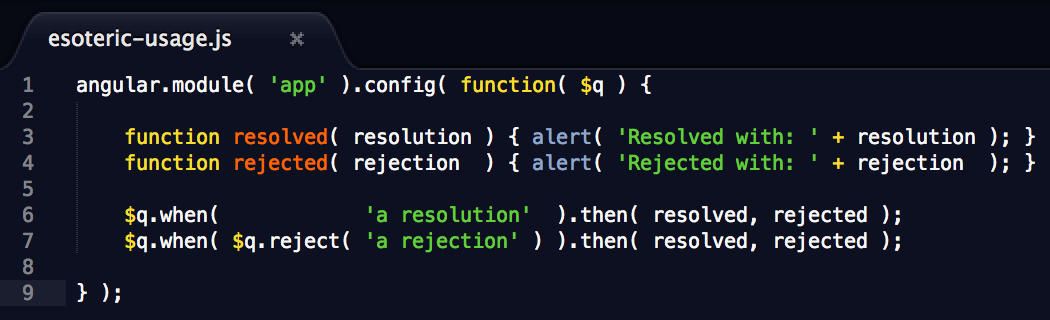 esoteric-usage.js ×
1 angular.module( 'app' ).config( function( $q ) {
2
3     function resolved( resolution ) { alert( 'Resolved with: ' + resolution ); }
4     function rejected( rejection  ) { alert( 'Rejected with: ' + rejection  ); }
5
6     $q.when(            'a resolution'  ).then( resolved, rejected );
7     $q.when( $q.reject( 'a rejection' ) ).then( resolved, rejected );
8
9 } );